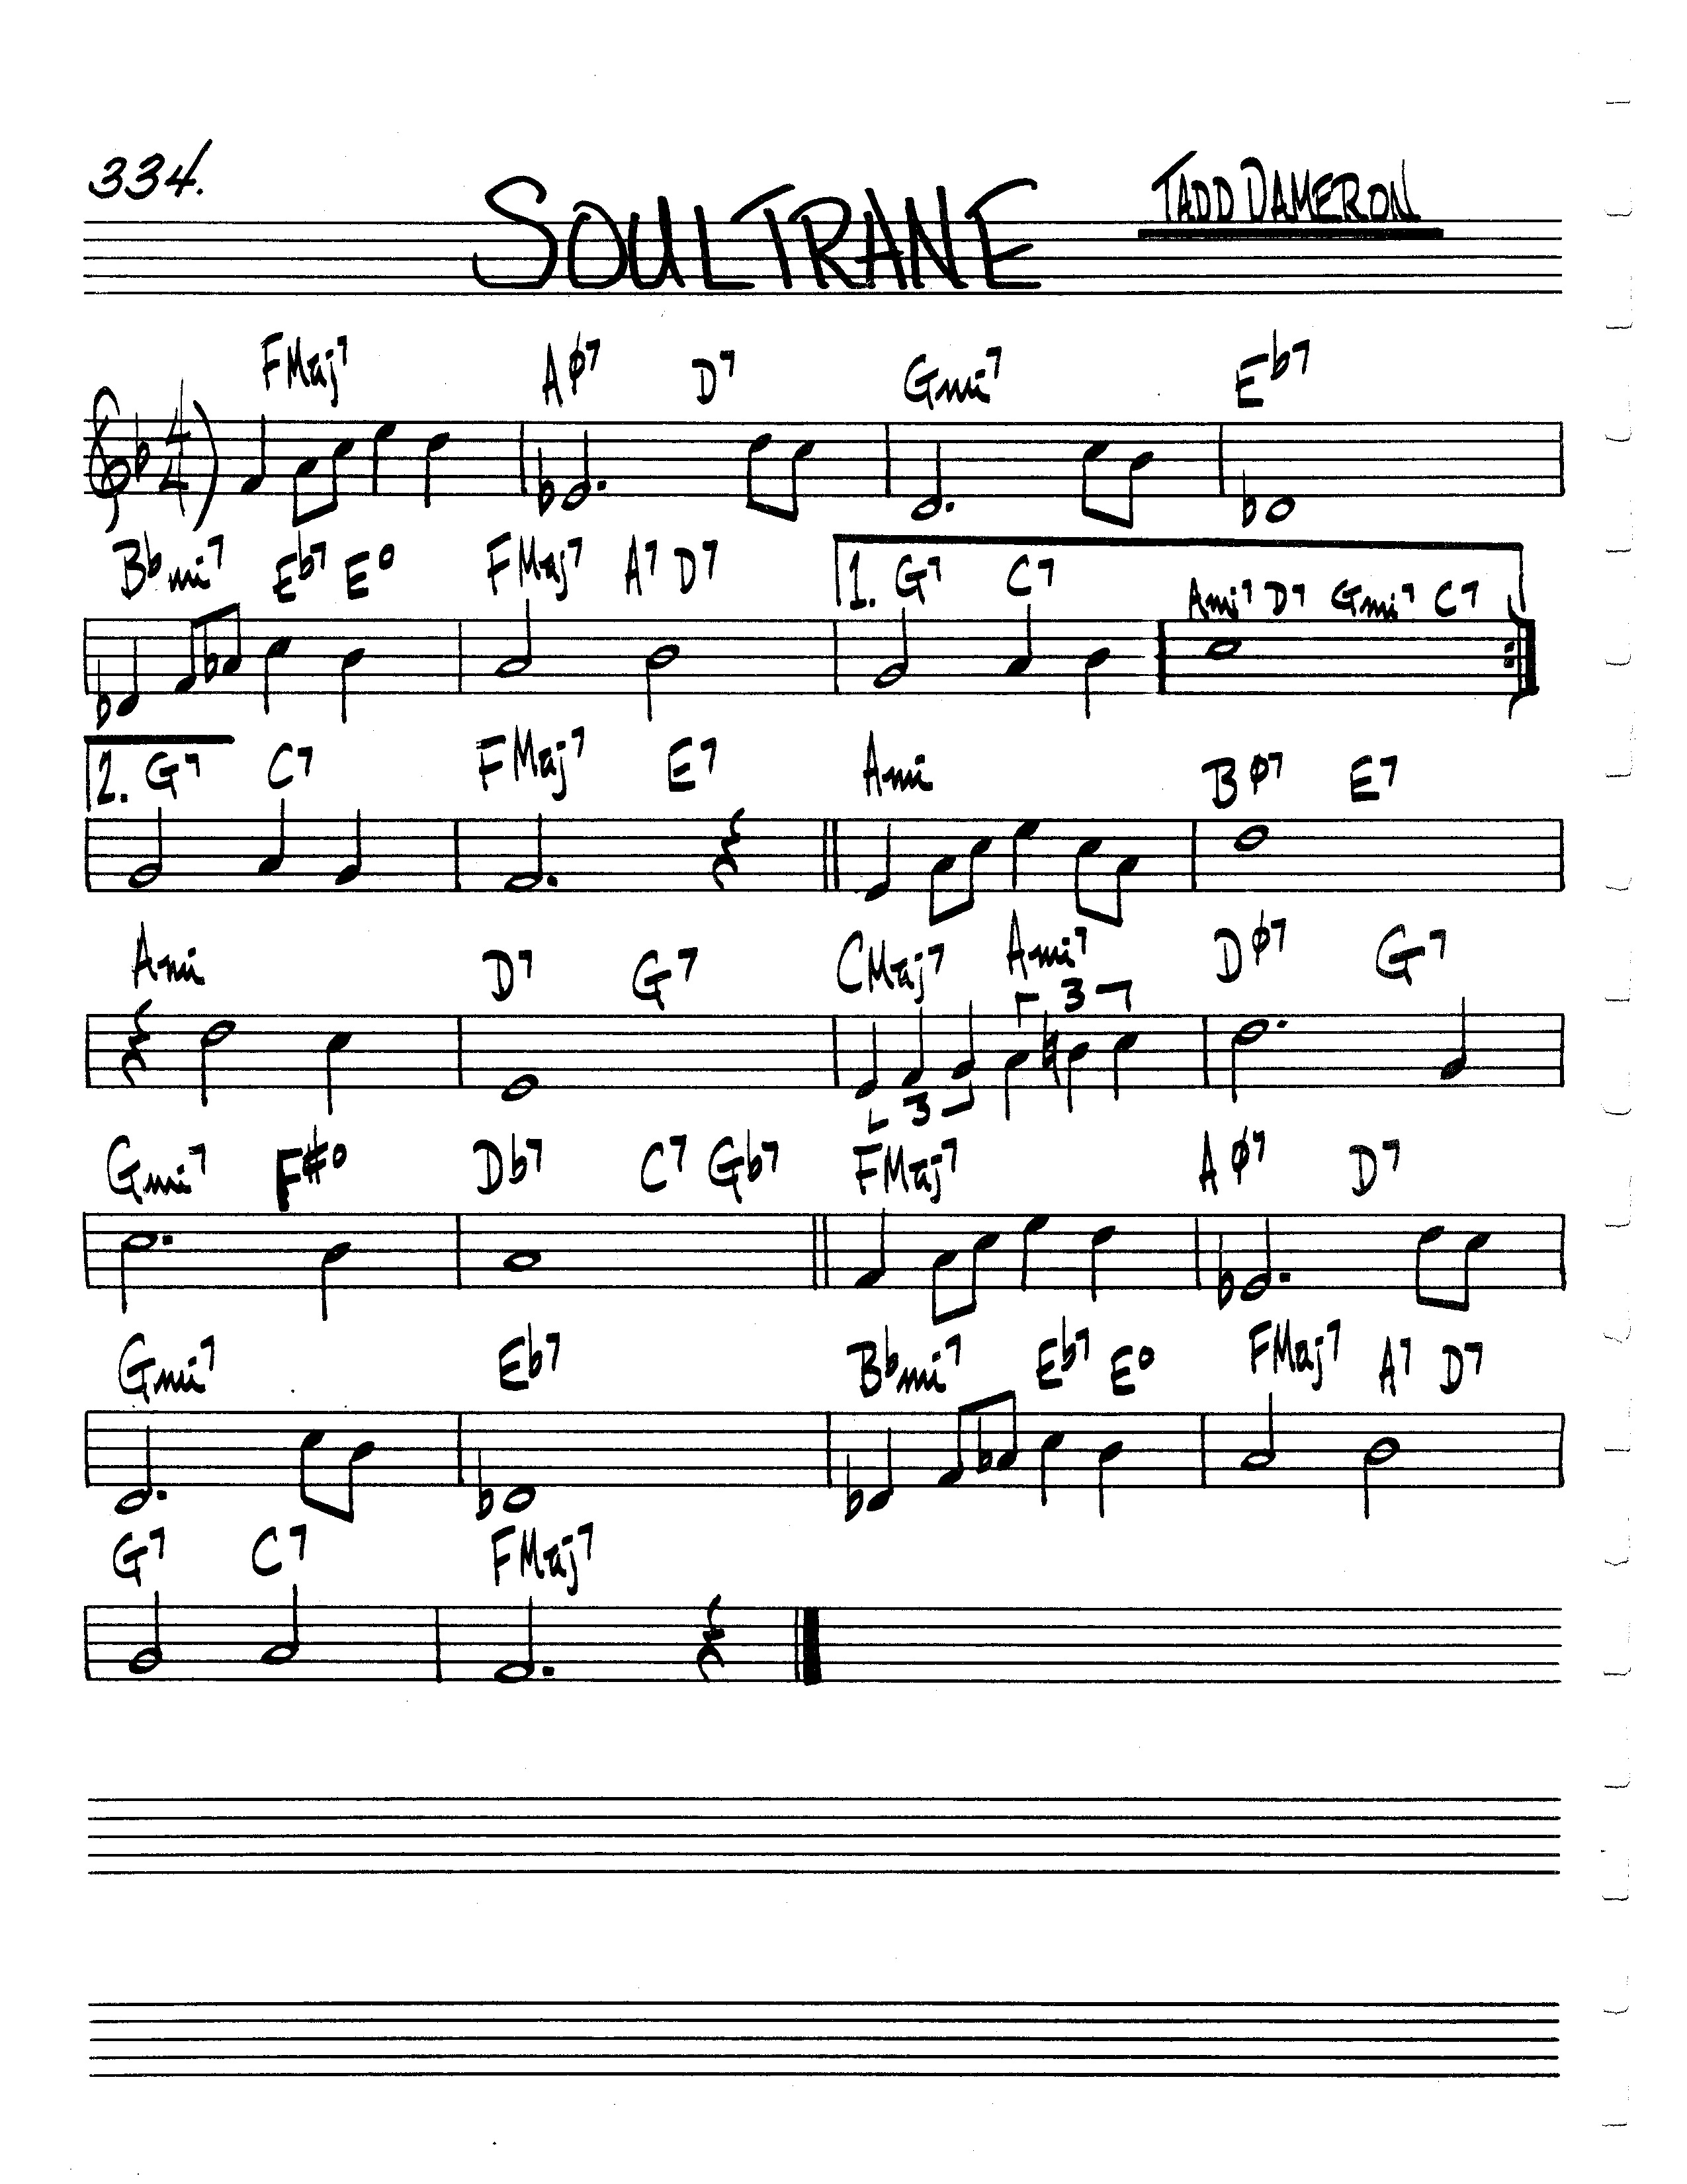 334.
SOULTRANE
TADD DAMERON
4/4
FMaj7 Aø7 D7 Gmi7 Eb7
Bbmi7 Eb7 Eo FMaj7 A7 D7 1. G7 C7 Ami7 D7 Gmi7 C7
2. G7 C7 FMaj7 E7 Ami Bø7 E7
Ami D7 G7 CMaj7 Ami7 Dø7 G7
3
3
Gmi7 F#o Db7 C7 Gb7 FMaj7 Aø7 D7
Gmi7 Eb7 Bbmi7 Eb7 Eo FMaj7 A7 D7
G7 C7 FMaj7